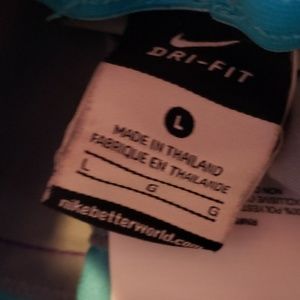 DRI-FIT
L
MADE IN THAILAND
FABRIQUE EN THAILANDE
L G G
nikebetterworld.com